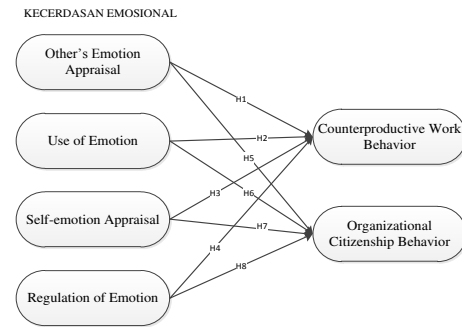 KECERDASAN EMOSIONAL
Other's Emotion
Appraisal
Use of Emotion
Self-emotion Appraisal
Regulation of Emotion
H1
H2
H5
H3
H6
H7
H4
H8
Counterproductive Work
Behavior
Organizational
Citizenship Behavior